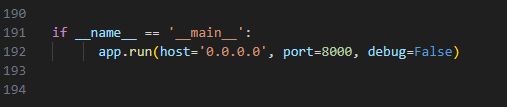 190
191 if __name__ == '__main__':
192     app.run(host='0.0.0.0', port=8000, debug=False)
193
194